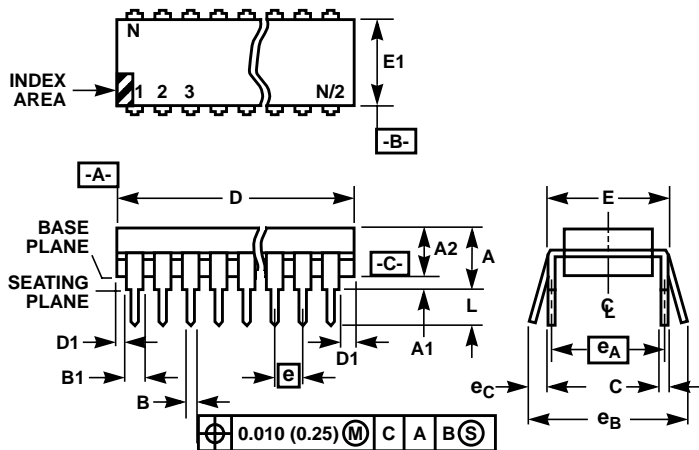 N
E1
INDEX
AREA
1 2 3 N/2
-B-
-A-
D
E
BASE
PLANE
A2
A
-C-
SEATING
PLANE
L
C
L
D1
A1
D1
e
eA
B1
eC
C
B
eB
0.010 (0.25) M C A B S